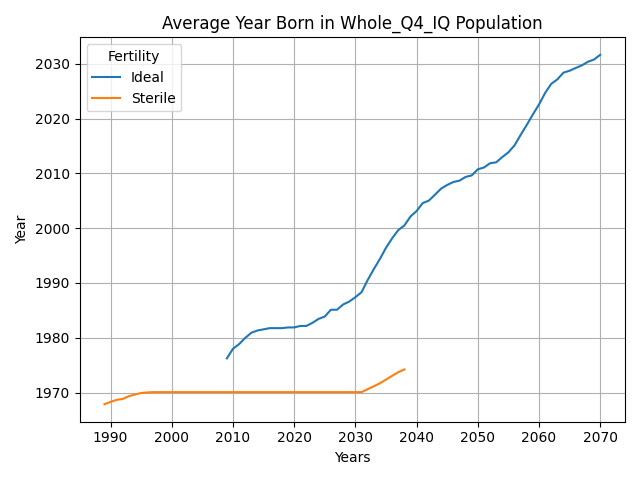 Average Year Born in Whole_Q4_IQ Population
Fertility
Ideal
Sterile
Year
2030
2020
2010
2000
1990
1980
1970
1990 2000 2010 2020 2030 2040 2050 2060 2070
Years